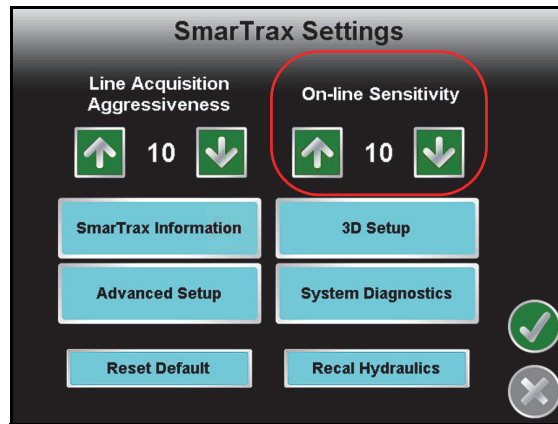 SmarTrax Settings
Line Acquisition
Aggressiveness
On-line Sensitivity
10
10
SmarTrax Information
3D Setup
Advanced Setup
System Diagnostics
Reset Default
Recal Hydraulics